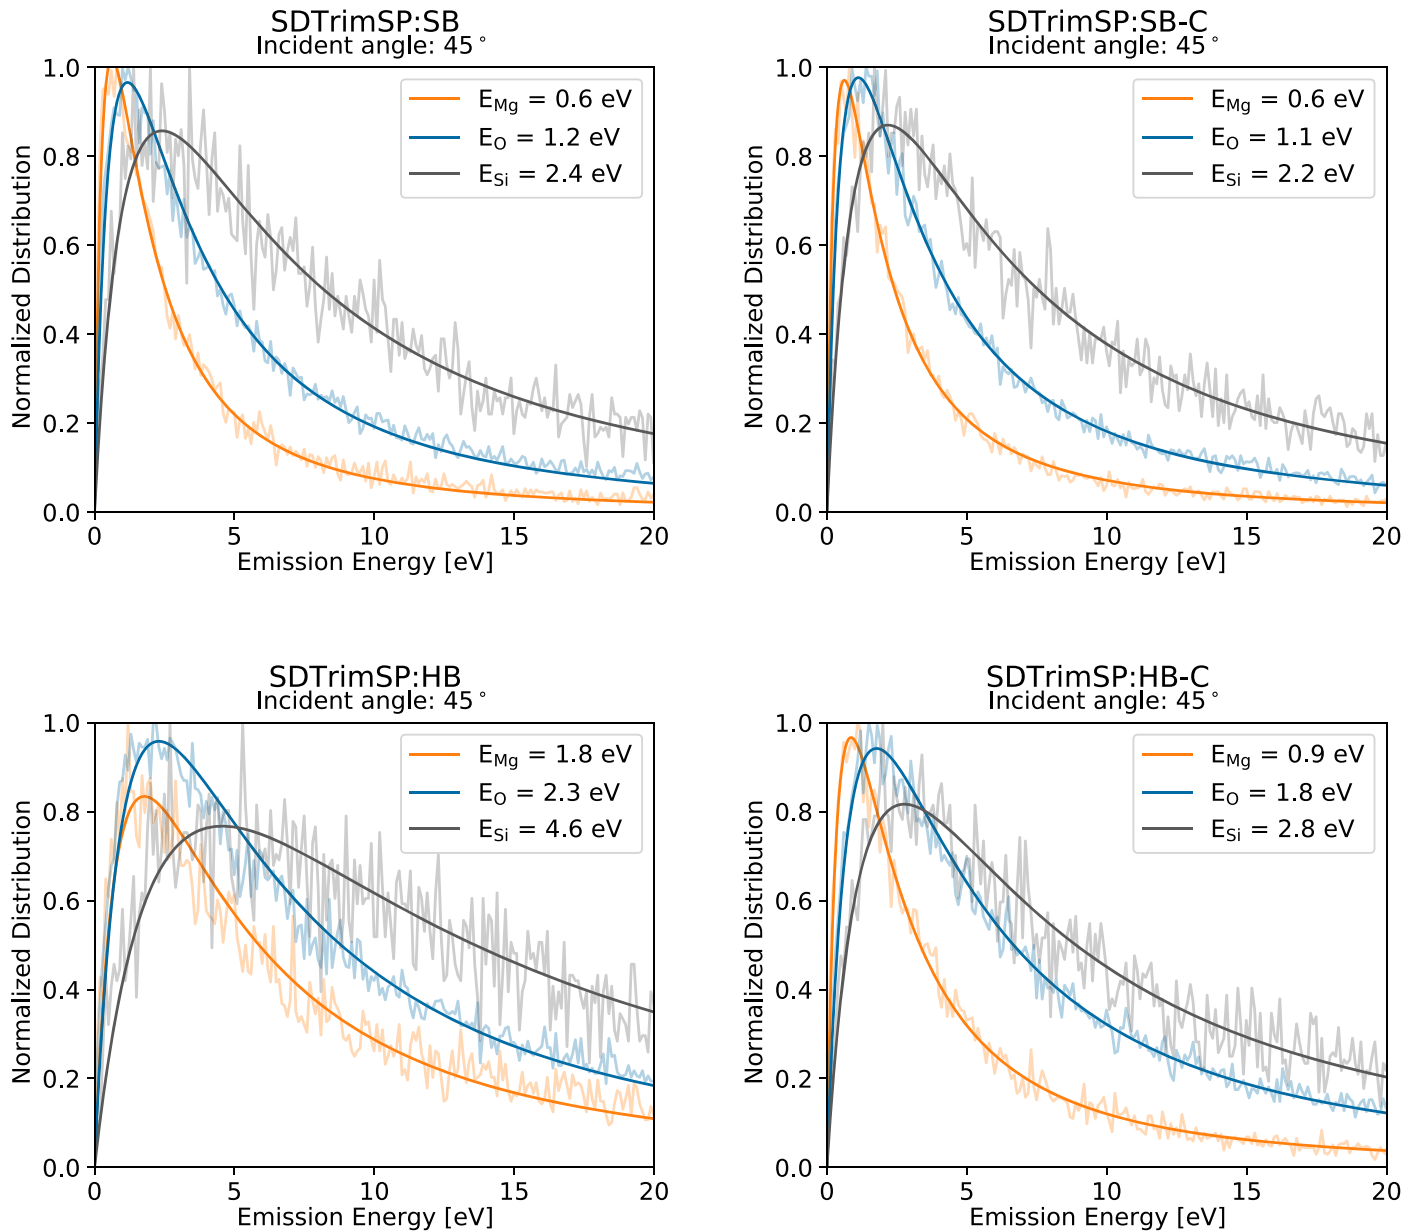 SDTrimSP:SB
Incident angle: 45°
Normalized Distribution
1.0
0.8
0.6
0.4
0.2
0.0
E_Mg = 0.6 eV
E_O = 1.2 eV
E_Si = 2.4 eV
0 5 10 15 20
Emission Energy [eV]
SDTrimSP:SB-C
Incident angle: 45°
Normalized Distribution
1.0
0.8
0.6
0.4
0.2
0.0
E_Mg = 0.6 eV
E_O = 1.1 eV
E_Si = 2.2 eV
0 5 10 15 20
Emission Energy [eV]
SDTrimSP:HB
Incident angle: 45°
Normalized Distribution
1.0
0.8
0.6
0.4
0.2
0.0
E_Mg = 1.8 eV
E_O = 2.3 eV
E_Si = 4.6 eV
0 5 10 15 20
Emission Energy [eV]
SDTrimSP:HB-C
Incident angle: 45°
Normalized Distribution
1.0
0.8
0.6
0.4
0.2
0.0
E_Mg = 0.9 eV
E_O = 1.8 eV
E_Si = 2.8 eV
0 5 10 15 20
Emission Energy [eV]